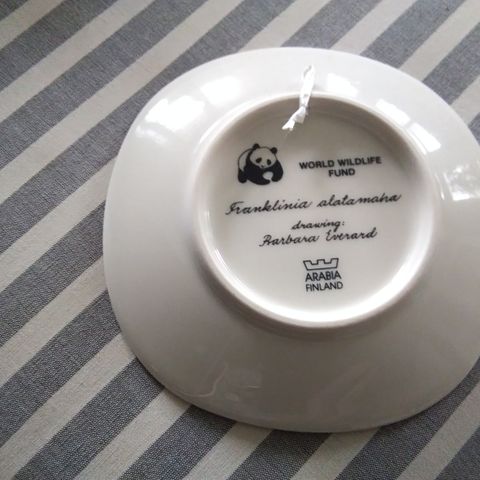 WORLD WILDLIFE
FUND
Franklinia alatamaha
drawing:
Barbara Everard
ARABIA
FINLAND